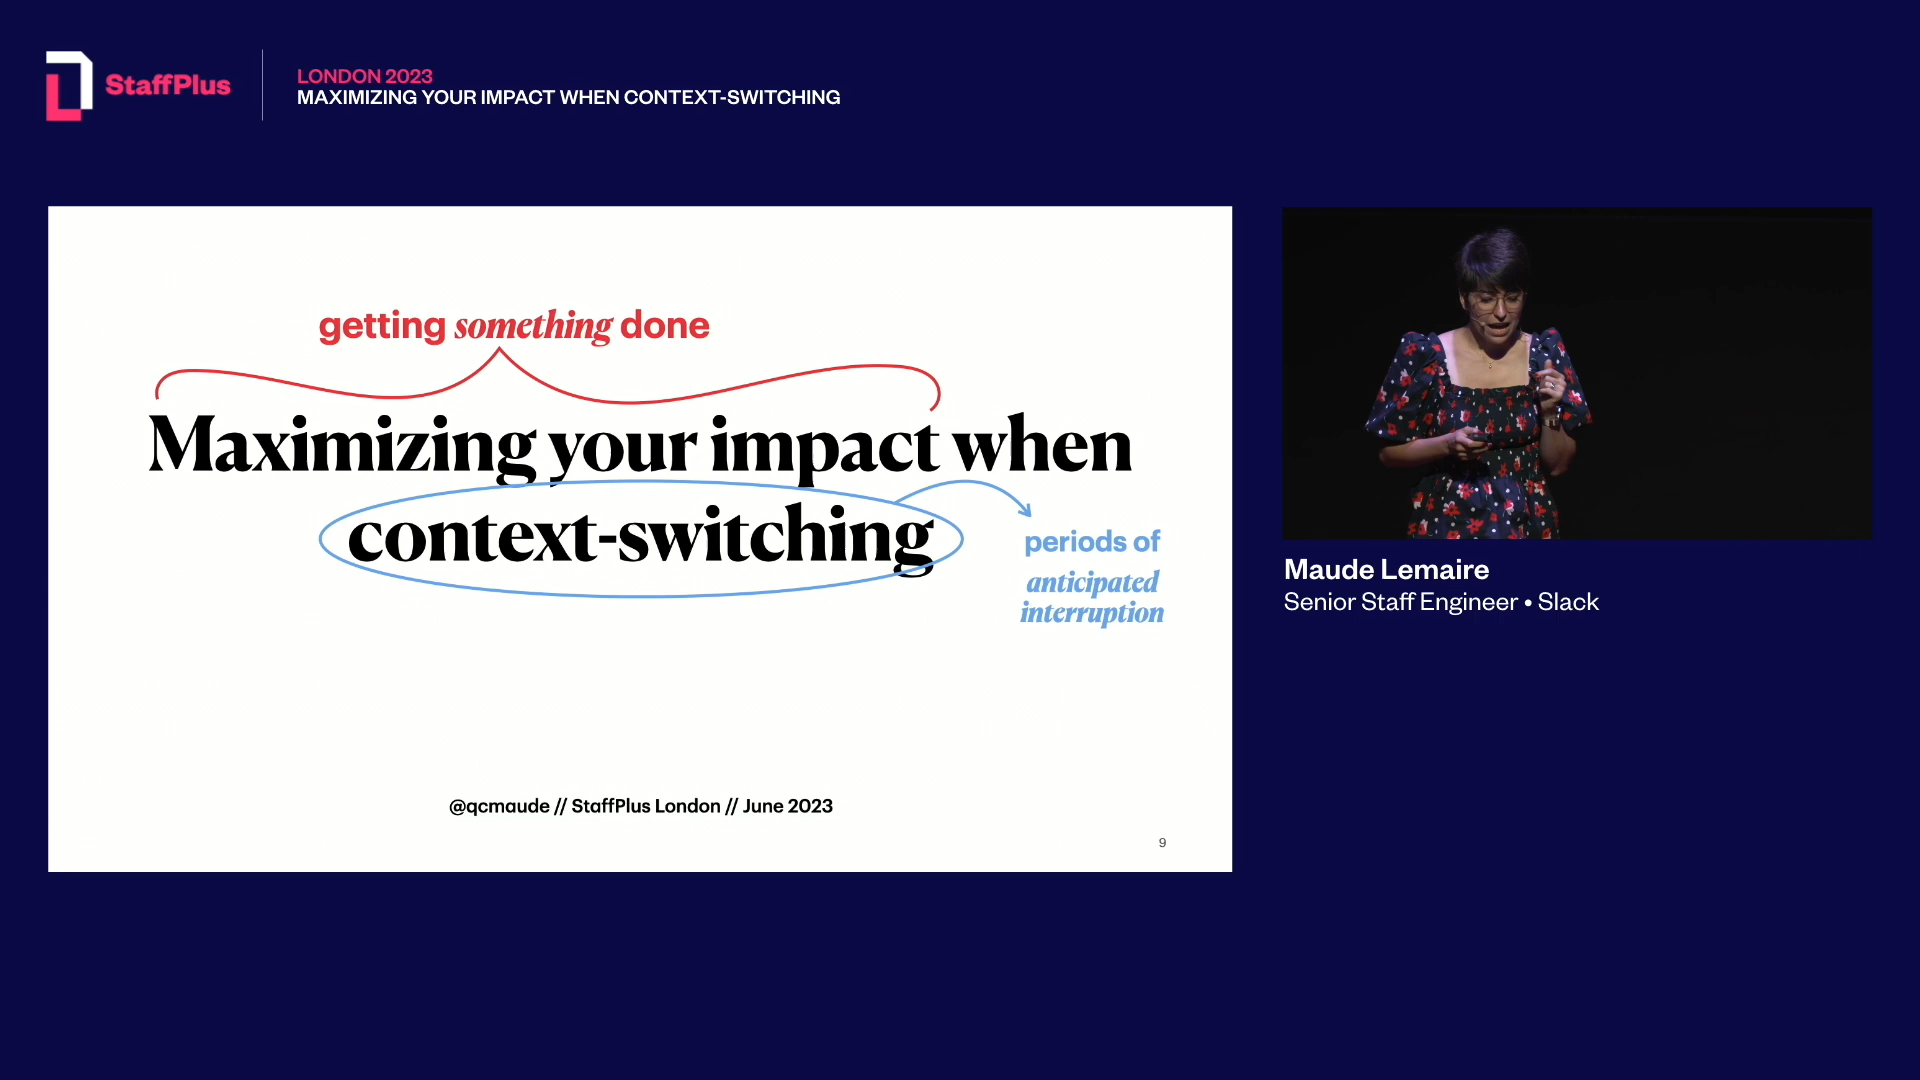 StaffPlus
LONDON 2023
MAXIMIZING YOUR IMPACT WHEN CONTEXT-SWITCHING
getting something done
Maximizing your impact when
context-switching
periods of
anticipated
interruption
@qcmaude // StaffPlus London // June 2023
9
Maude Lemaire
Senior Staff Engineer • Slack